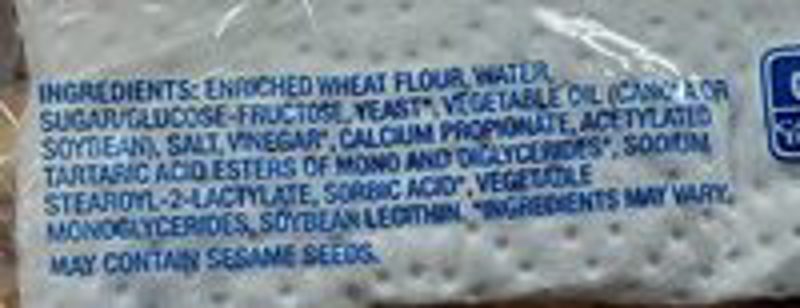 INGREDIENTS: ENRICHED WHEAT FLOUR, WATER,
SUGAR/GLUCOSE-FRUCTOSE, YEAST*, VEGETABLE OIL (CANOLA OR
SOYBEAN), SALT, VINEGAR*, CALCIUM PROPIONATE, ACETYLATED
TARTARIC ACID ESTERS OF MONO AND DIGLYCERIDES*, SODIUM
STEAROYL-2-LACTYLATE, SORBIC ACID*, VEGETABLE
MONOGLYCERIDES, SOYBEAN LECITHIN. *INGREDIENTS MAY VARY.
MAY CONTAIN SESAME SEEDS.